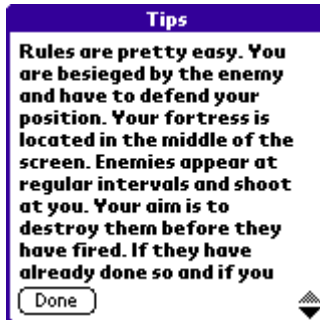 Tips
Rules are pretty easy. You
are besieged by the enemy
and have to defend your
position. Your fortress is
located in the middle of the
screen. Enemies appear at
regular intervals and shoot
at you. Your aim is to
destroy them before they
have fired. If they have
already done so and if you
Done